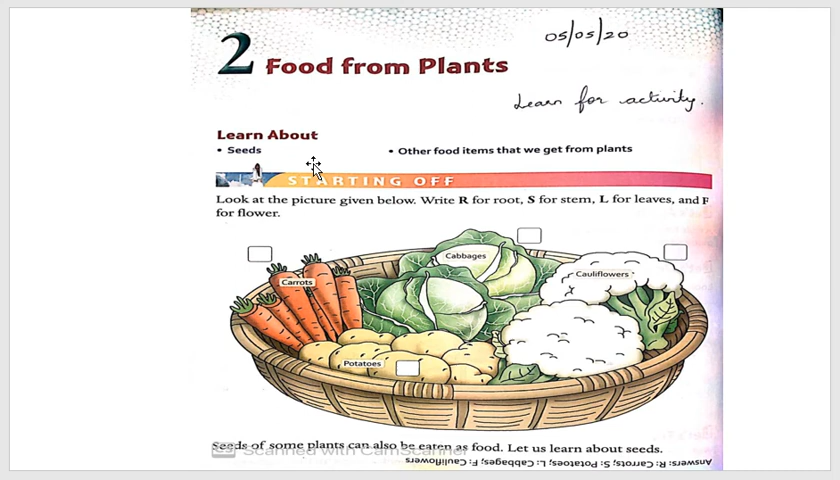 05/05/20
2 Food from Plants
Learn for activity.
Learn About
• Seeds
• Other food items that we get from plants
STARTING OFF
Look at the picture given below. Write R for root, S for stem, L for leaves, and F
for flower.
Cabbages
Cauliflowers
Carrots
Potatoes
Seeds of some plants can also be eaten as food. Let us learn about seeds.
CS Scanned with CamScanner
Answers: R: Carrots; S: Potatoes; L: Cabbages; F: Cauliflowers